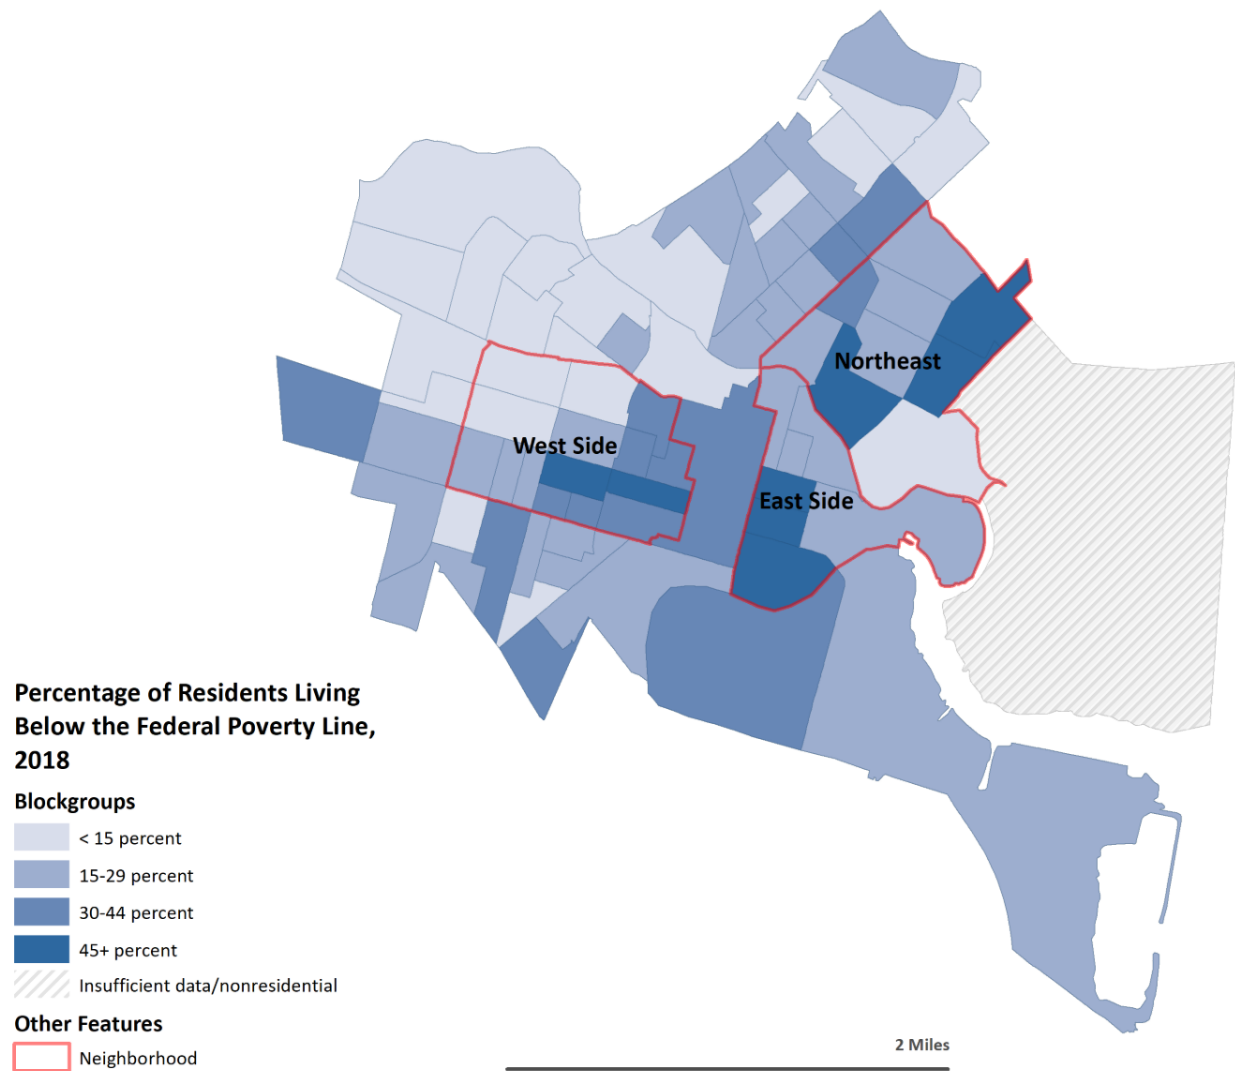 Northeast
West Side
East Side
Percentage of Residents Living
Below the Federal Poverty Line,
2018
Blockgroups
< 15 percent
15-29 percent
30-44 percent
45+ percent
Insufficient data/nonresidential
Other Features
Neighborhood
2 Miles